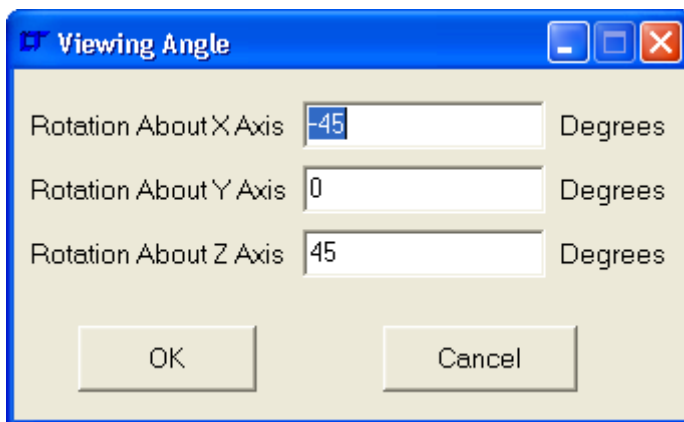 Viewing Angle
Rotation About X Axis -45 Degrees
Rotation About Y Axis 0 Degrees
Rotation About Z Axis 45 Degrees
OK Cancel